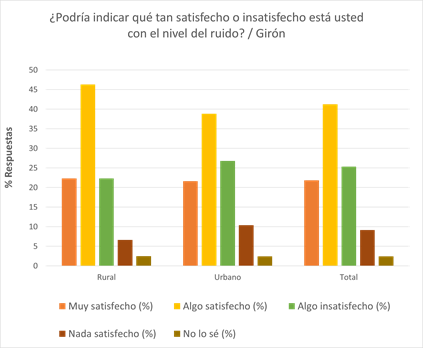 ¿Podría indicar qué tan satisfecho o insatisfecho está usted
con el nivel del ruido? / Girón
% Respuestas
50
45
40
35
30
25
20
15
10
5
0
Rural Urbano Total
Muy satisfecho (%) Algo satisfecho (%) Algo insatisfecho (%)
Nada satisfecho (%) No lo sé (%)